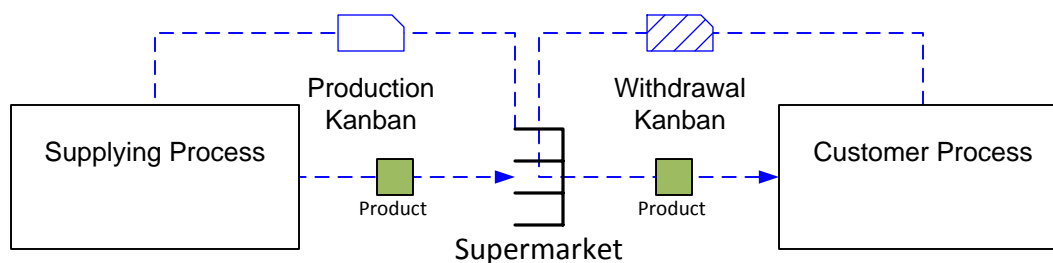 Production
Kanban
Withdrawal
Kanban
Supplying Process
Customer Process
Product
Product
Supermarket